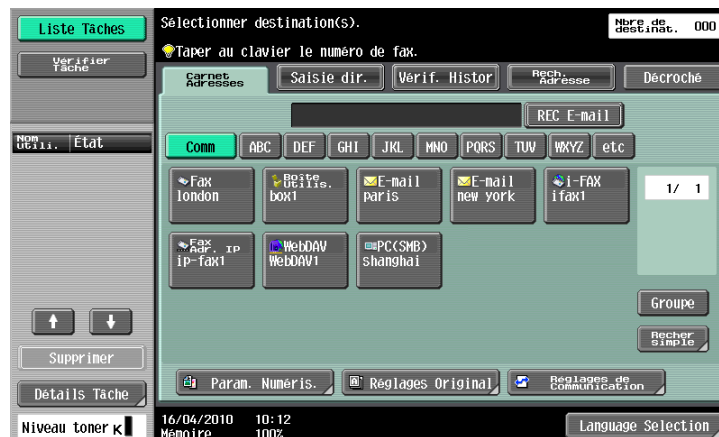 Liste Tâches
Sélectionner destination(s).
Nbre de destinat. 000
Vérifier Tâche
Taper au clavier le numéro de fax.
Carnet Adresses
Saisie dir.
Vérif. Histor
Rech. Adresse
Décroché
REC E-mail
Nom utili.
État
Comm ABC DEF GHI JKL MNO PQRS TUV WXYZ etc
Fax
london
Boîte Utilis.
box1
E-mail
paris
E-mail
new york
i-FAX
ifax1
1/ 1
Fax
Adr. IP
ip-fax1
WebDAV
WebDAV1
PC(SMB)
shanghai
Groupe
Recher simple
Supprimer
Détails Tâche
Param. Numéris.
Réglages Original
Réglages de Communication
Niveau toner K
16/04/2010 10:12
Mémoire 100%
Language Selection